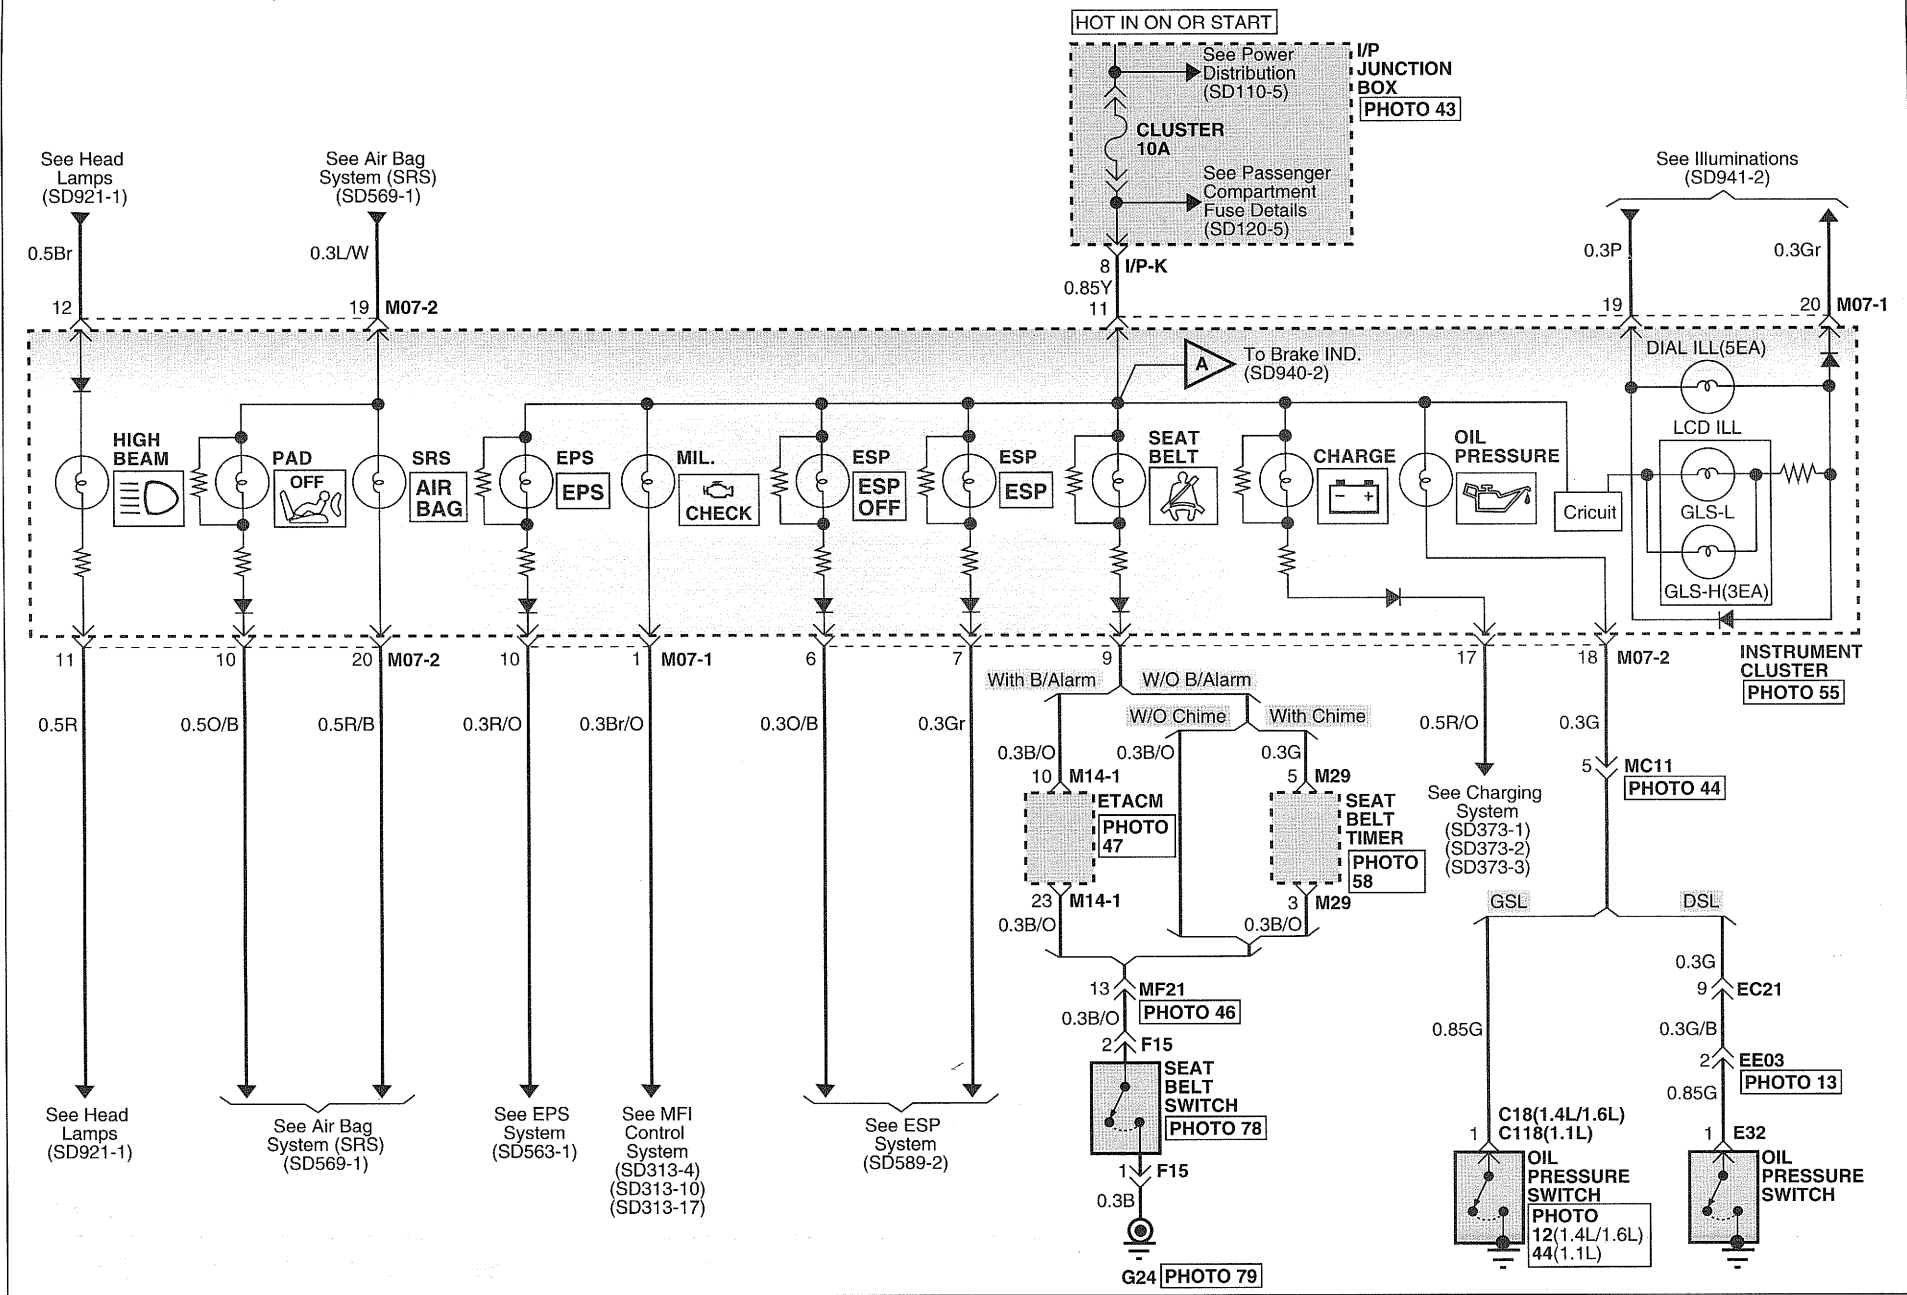 HOT IN ON OR START
See Power
Distribution
(SD110-5)
I/P
JUNCTION
BOX
PHOTO 43
CLUSTER
10A
See Passenger
Compartment
Fuse Details
(SD120-5)
See Head
Lamps
(SD921-1)
See Air Bag
System (SRS)
(SD569-1)
See Illuminations
(SD941-2)
0.5Br
0.3L/W
8 I/P-K
0.85Y
0.3P
0.3Gr
12
19 M07-2
11
19
20 M07-1
A
To Brake IND.
(SD940-2)
DIAL ILL(5EA)
LCD ILL
HIGH
BEAM
PAD
OFF
SRS
AIR
BAG
EPS
EPS
MIL.
CHECK
ESP
ESP
OFF
ESP
ESP
SEAT
BELT
CHARGE
- +
OIL
PRESSURE
Cricuit
GLS-L
GLS-H(3EA)
11
10
20 M07-2
10
1 M07-1
6
7
9
17
18 M07-2
INSTRUMENT
CLUSTER
PHOTO 55
With B/Alarm
W/O B/Alarm
W/O Chime
With Chime
0.5R
0.5O/B
0.5R/B
0.3R/O
0.3Br/O
0.3O/B
0.3Gr
0.3B/O
0.3B/O
0.3G
0.5R/O
0.3G
10 M14-1
5 M29
5 MC11
PHOTO 44
ETACM
PHOTO
47
SEAT
BELT
TIMER
PHOTO
58
See Charging
System
(SD373-1)
(SD373-2)
(SD373-3)
23 M14-1
3 M29
0.3B/O
0.3B/O
GSL
DSL
13 MF21
PHOTO 46
0.3B/O
2 F15
SEAT
BELT
SWITCH
PHOTO 78
1 F15
0.3B
G24 PHOTO 79
0.3G
9 EC21
0.85G
0.3G/B
2 EE03
PHOTO 13
0.85G
C18(1.4L/1.6L)
1 C118(1.1L)
1 E32
OIL
PRESSURE
SWITCH
PHOTO
12(1.4L/1.6L)
44(1.1L)
OIL
PRESSURE
SWITCH
See Head
Lamps
(SD921-1)
See Air Bag
System (SRS)
(SD569-1)
See EPS
System
(SD563-1)
See MFI
Control
System
(SD313-4)
(SD313-10)
(SD313-17)
See ESP
System
(SD589-2)